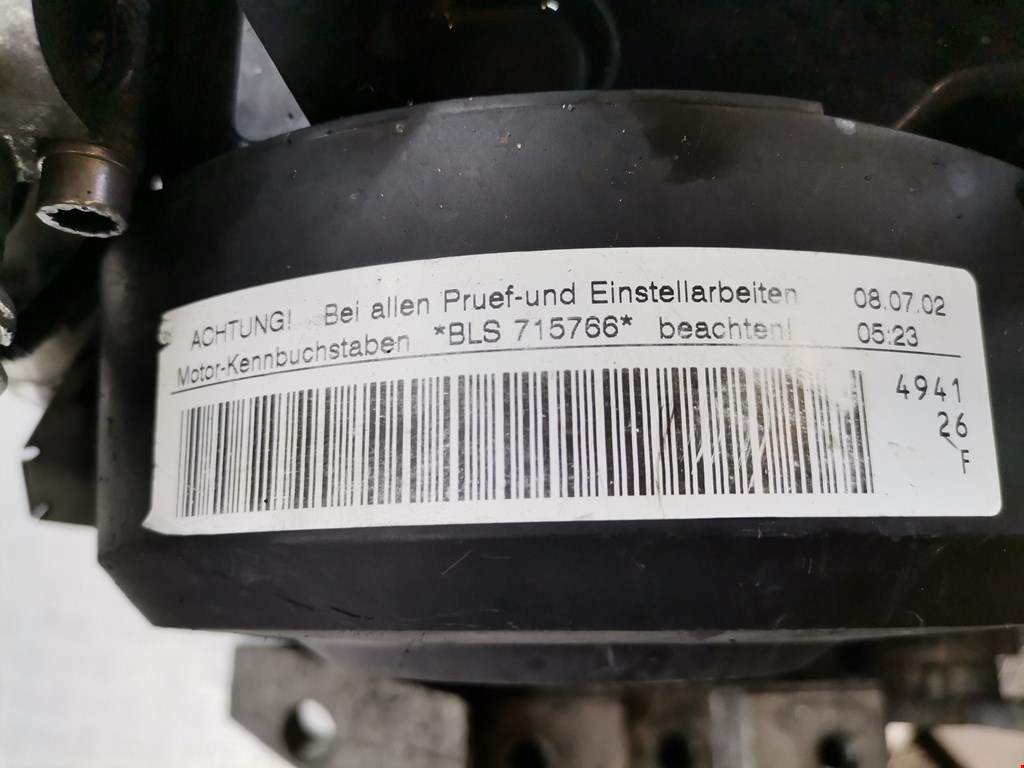 ACHTUNG! Bei allen Pruef-und Einstellarbeiten 08.07.02
Motor-Kennbuchstaben *BLS 715766* beachten! 05:23
4941
26
F